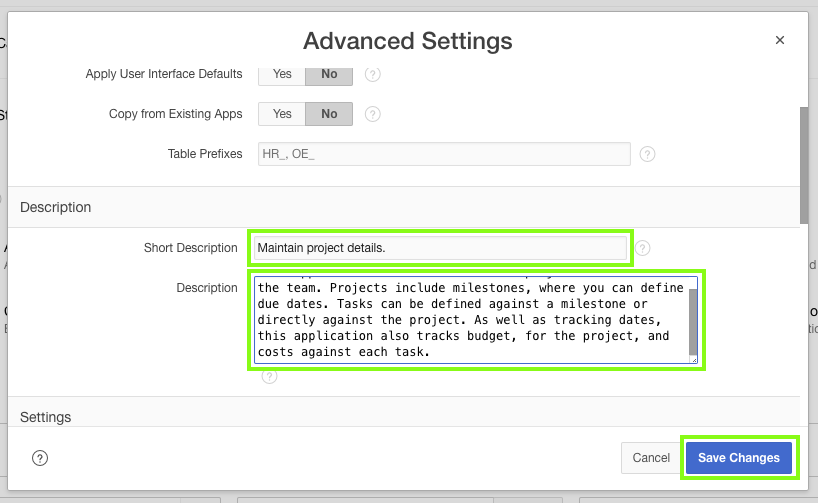 Advanced Settings
×
Apply User Interface Defaults Yes No ?
Copy from Existing Apps Yes No ?
Table Prefixes HR_, OE_ ?
Description
Short Description Maintain project details. ?
Description
the team. Projects include milestones, where you can define
due dates. Tasks can be defined against a milestone or
directly against the project. As well as tracking dates,
this application also tracks budget, for the project, and
costs against each task.
?
Settings
? Cancel Save Changes